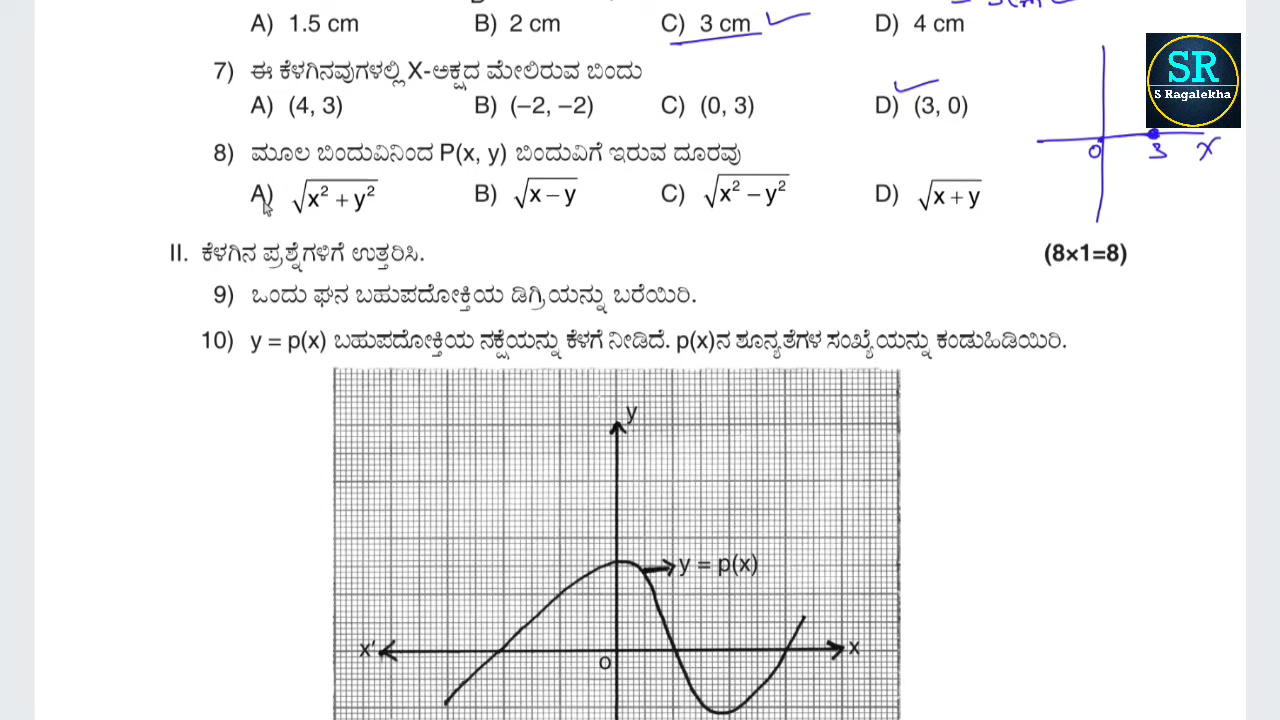 A) 1.5 cm B) 2 cm C) 3 cm D) 4 cm
7) ಈ ಕೆಳಗಿನವುಗಳಲ್ಲಿ X-ಅಕ್ಷದ ಮೇಲಿರುವ ಬಿಂದು
A) (4, 3) B) (–2, –2) C) (0, 3) D) (3, 0)
SR
S Ragalekha
0 3 X
8) ಮೂಲ ಬಿಂದುವಿನಿಂದ P(x, y) ಬಿಂದುವಿಗೆ ಇರುವ ದೂರವು
A) √(x² + y²) B) √(x – y) C) √(x² – y²) D) √(x + y)
II. ಕೆಳಗಿನ ಪ್ರಶ್ನೆಗಳಿಗೆ ಉತ್ತರಿಸಿ. (8×1=8)
9) ಒಂದು ಘನ ಬಹುಪದೋಕ್ತಿಯ ಡಿಗ್ರಿಯನ್ನು ಬರೆಯಿರಿ.
10) y = p(x) ಬಹುಪದೋಕ್ತಿಯ ನಕ್ಷೆಯನ್ನು ಕೆಳಗೆ ನೀಡಿದೆ. p(x)ನ ಶೂನ್ಯತೆಗಳ ಸಂಖ್ಯೆಯನ್ನು ಕಂಡುಹಿಡಿಯಿರಿ.
y
y = p(x)
x′ O x